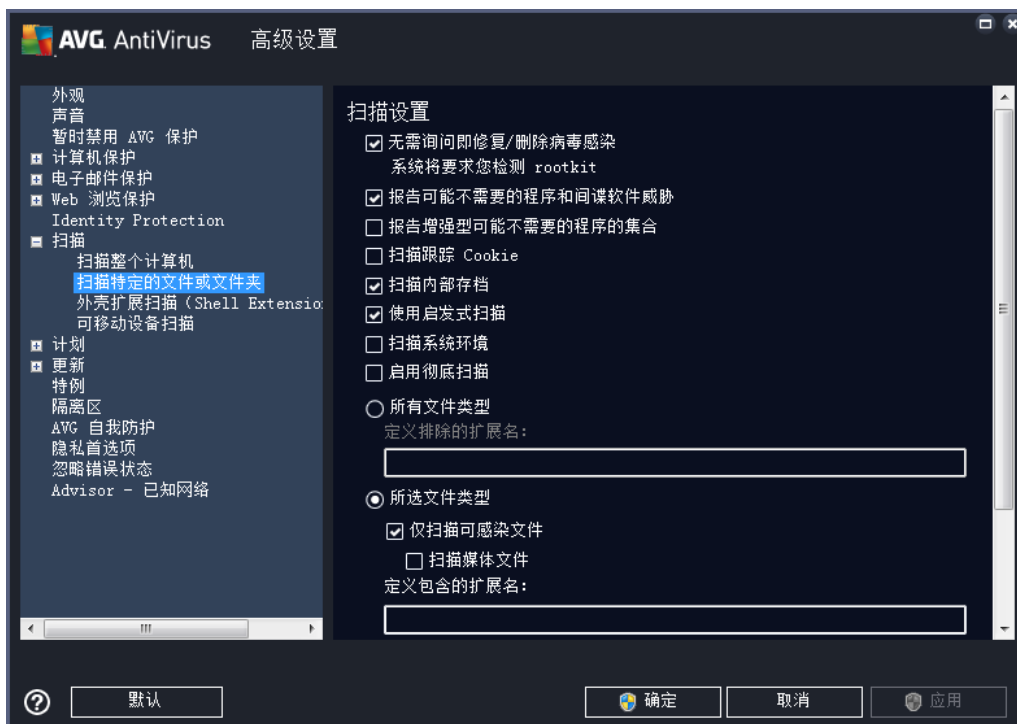 AVG. AntiVirus 高级设置
外观
声音
暂时禁用 AVG 保护
计算机保护
电子邮件保护
Web 浏览保护
Identity Protection
扫描
扫描整个计算机
扫描特定的文件或文件夹
外壳扩展扫描（Shell Extensio
可移动设备扫描
计划
更新
特例
隔离区
AVG 自我防护
隐私首选项
忽略错误状态
Advisor - 已知网络
扫描设置
无需询问即修复/删除病毒感染
系统将要求您检测 rootkit
报告可能不需要的程序和间谍软件威胁
报告增强型可能不需要的程序的集合
扫描跟踪 Cookie
扫描内部存档
使用启发式扫描
扫描系统环境
启用彻底扫描
所有文件类型
定义排除的扩展名:
所选文件类型
仅扫描可感染文件
扫描媒体文件
定义包含的扩展名:
默认
确定
取消
应用